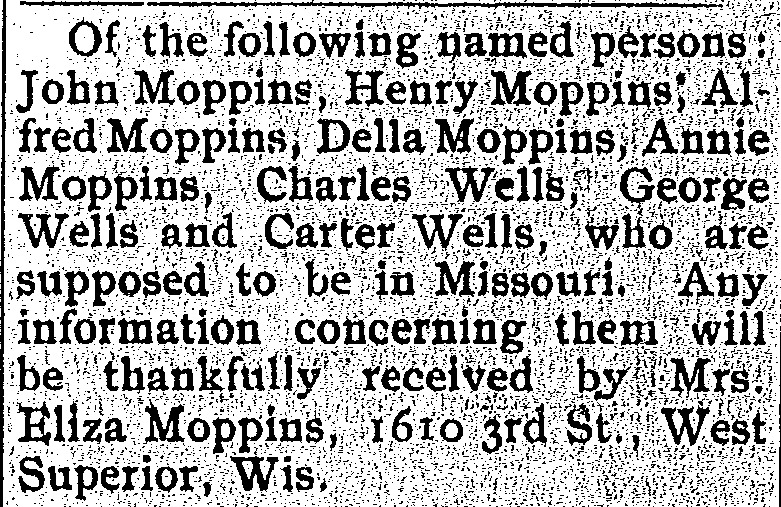 Of the following named persons:
John Moppins, Henry Moppins, Al-
fred Moppins, Della Moppins, Annie
Moppins, Charles Wells, George
Wells and Carter Wells, who are
supposed to be in Missouri. Any
information concerning them will
be thankfully received by Mrs.
Eliza Moppins, 1610 3rd St., West
Superior, Wis.